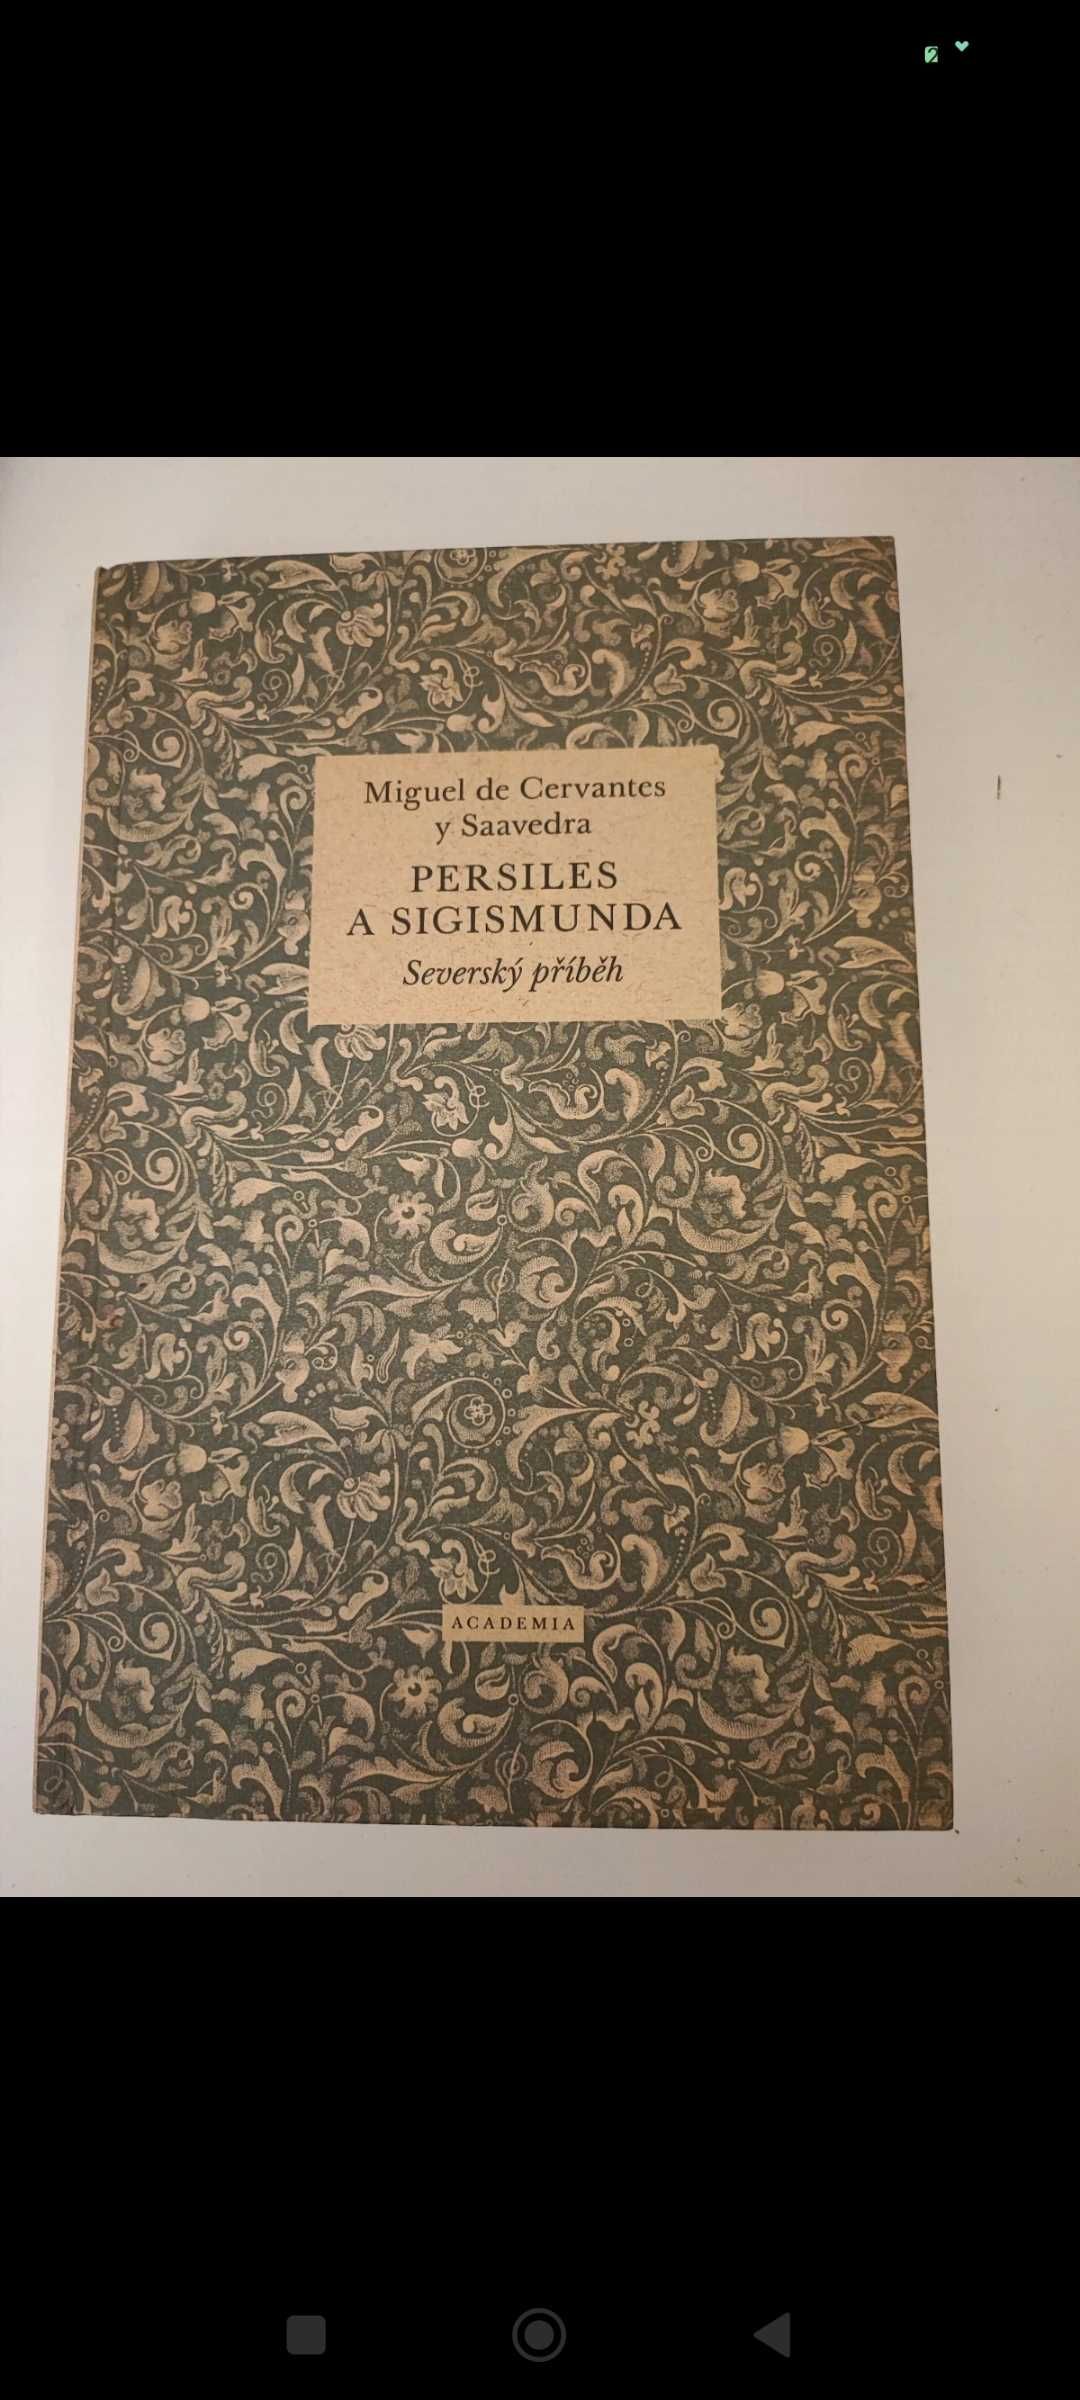 Miguel de Cervantes
y Saavedra
PERSILES
A SIGISMUNDA
Severský příběh
ACADEMIA